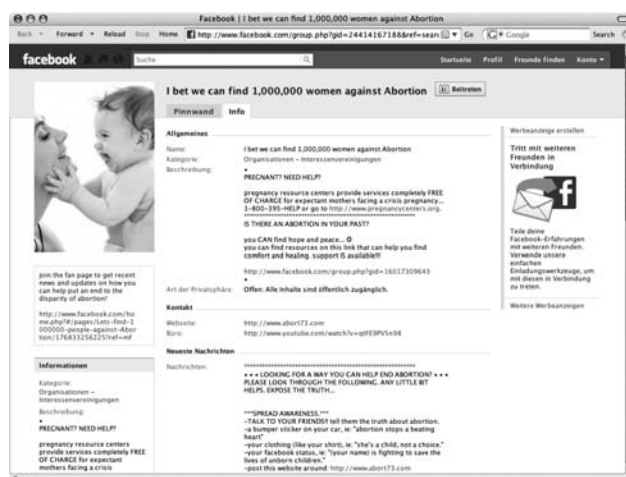 Facebook | I bet we can find 1,000,000 women against Abortion
Back Forward Reload Stop Home http://www.facebook.com/group.php?gid=24414167188&ref=sear Go Google Search
facebook Suche Startseite Profil Freunde finden Konto
I bet we can find 1,000,000 women against Abortion Beitreten
Pinnwand Info
Allgemeines
Name: I bet we can find 1,000,000 women against Abortion
Kategorie: Organisationen – Interessenvereinigungen
Beschreibung: •
PREGNANT? NEED HELP?
pregnancy resource centers provide services completely FREE
OF CHARGE for expectant mothers facing a crisis pregnancy...
1-800-395-HELP or go to http://www.pregnancycenters.org.
IS THERE AN ABORTION IN YOUR PAST?
you CAN find hope and peace...
you can find resources on this link that can help you find
comfort and healing. support IS available!!!
http://www.facebook.com/group.php?gid=16017309643
•
Art der Privatsphäre: Offen: Alle Inhalte sind öffentlich zugänglich.
Kontakt
Webseite: http://www.abort73.com
Büro: http://www.youtube.com/watch?v=qtFE9PV5n94
Neueste Nachrichten
Nachrichten:
• • • LOOKING FOR A WAY YOU CAN HELP END ABORTION? • • •
PLEASE LOOK THROUGH THE FOLLOWING. ANY LITTLE BIT
HELPS. EXPOSE THE TRUTH...
***SPREAD AWARENESS.***
-TALK TO YOUR FRIENDS!! tell them the truth about abortion.
-a bumper sticker on your car, ie: "abortion stops a beating
heart"
-your clothing (like your shirt), ie: "she's a child, not a choice."
-your facebook status, ie: "(your name) is fighting to save the
lives of unborn children."
-post this website around: http://www.abort73.com
join the fan page to get recent
news and updates on how you
can help put an end to the
disparity of abortion!
http://www.facebook.com/ho
me.php?#/pages/Lets-find-1
000000-people-against-Abor
tion/176833256225?ref=mf
Informationen
Kategorie:
Organisationen –
Interessenvereinigungen
Beschreibung:
•
PREGNANT? NEED HELP?
pregnancy resource centers
provide services completely FREE
OF CHARGE for expectant
mothers facing a crisis
Werbeanzeige erstellen
Tritt mit weiteren
Freunden in
Verbindung
Teile deine
Facebook-Erfahrungen
mit weiteren Freunden.
Verwende unsere
einfachen
Einladungswerkzeuge, um
mit diesen in Verbindung
zu treten.
Weitere Werbeanzeigen